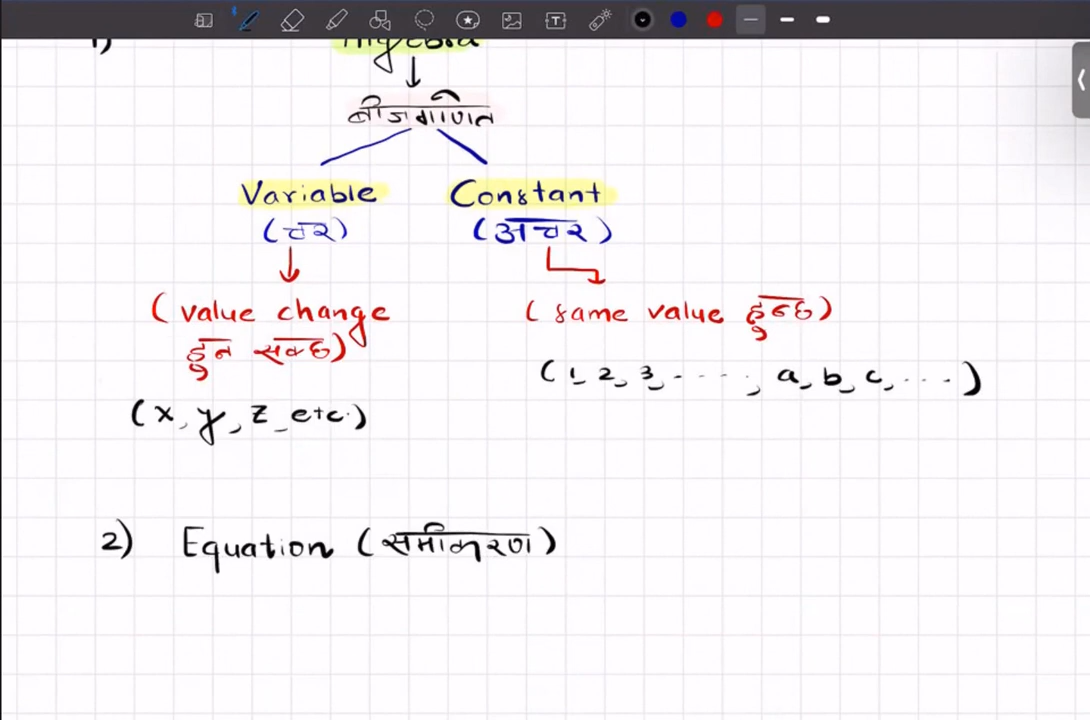 1) Algebra
बीजगणित
Variable Constant
(चर) (अचर)
(value change (same value हुन्छ)
हुन सक्छ)
(1, 2, 3, - - - -, a, b, c, . . . .)
(x, y, z, etc.)
2) Equation (समीकरण)